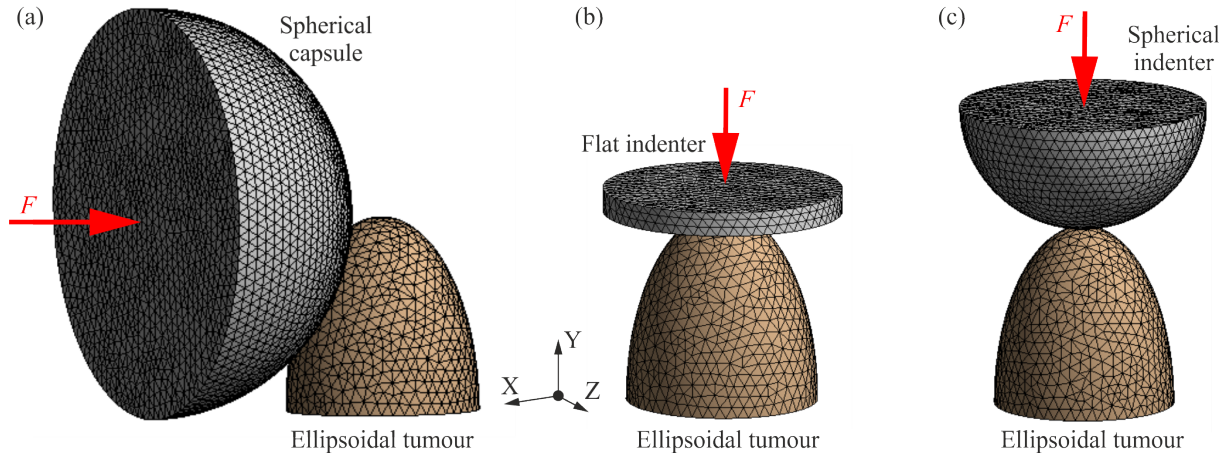 (a)
Spherical
capsule
F
Ellipsoidal tumour
X
Y
Z
(b)
F
Flat indenter
Ellipsoidal tumour
(c)
F
Spherical
indenter
Ellipsoidal tumour